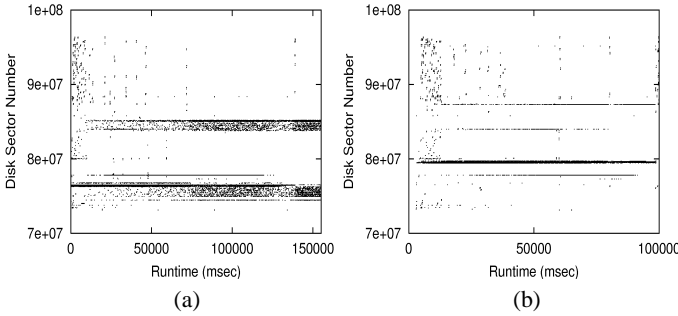 1e+08
9e+07
8e+07
7e+07
Disk Sector Number
0 50000 100000 150000
Runtime (msec)
(a)
1e+08
9e+07
8e+07
7e+07
Disk Sector Number
0 50000 100000
Runtime (msec)
(b)